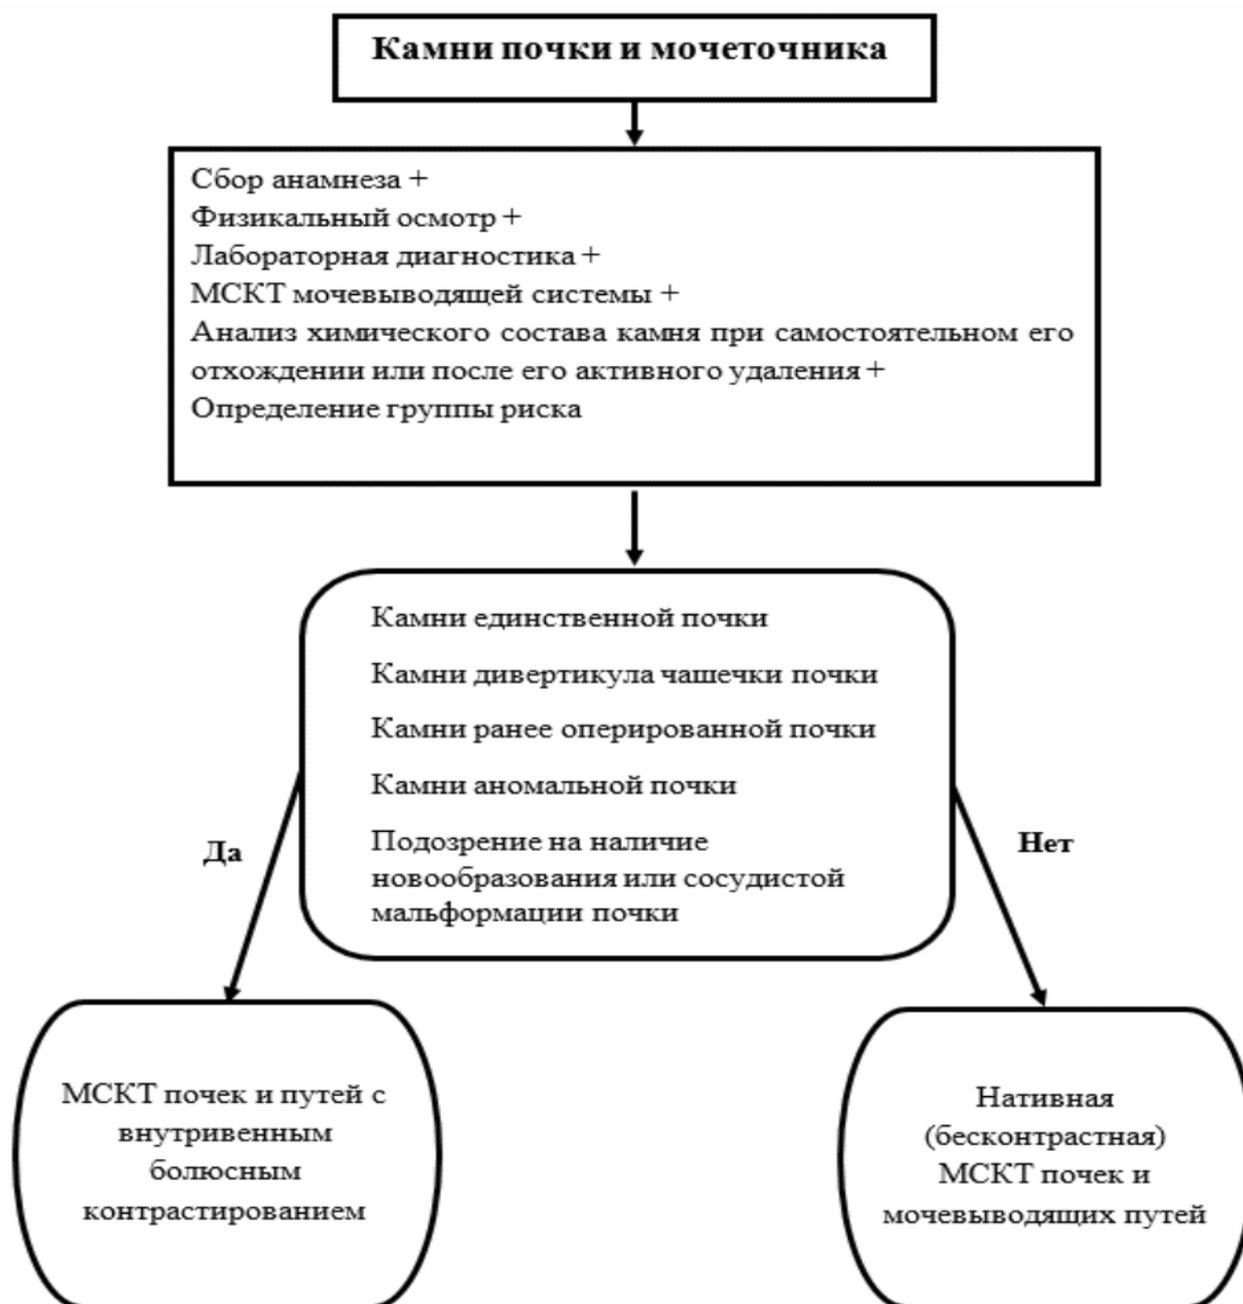 Камни почки и мочеточника
Сбор анамнеза +
Физикальный осмотр +
Лабораторная диагностика +
МСКТ мочевыводящей системы +
Анализ химического состава камня при самостоятельном его
отхождении или после его активного удаления +
Определение группы риска
Камни единственной почки
Камни дивертикула чашечки почки
Камни ранее оперированной почки
Камни аномальной почки
Подозрение на наличие
новообразования или сосудистой
мальформации почки
Да
Нет
МСКТ почек и путей с
внутривенным
болюсным
контрастированием
Нативная
(бесконтрастная)
МСКТ почек и
мочевыводящих путей